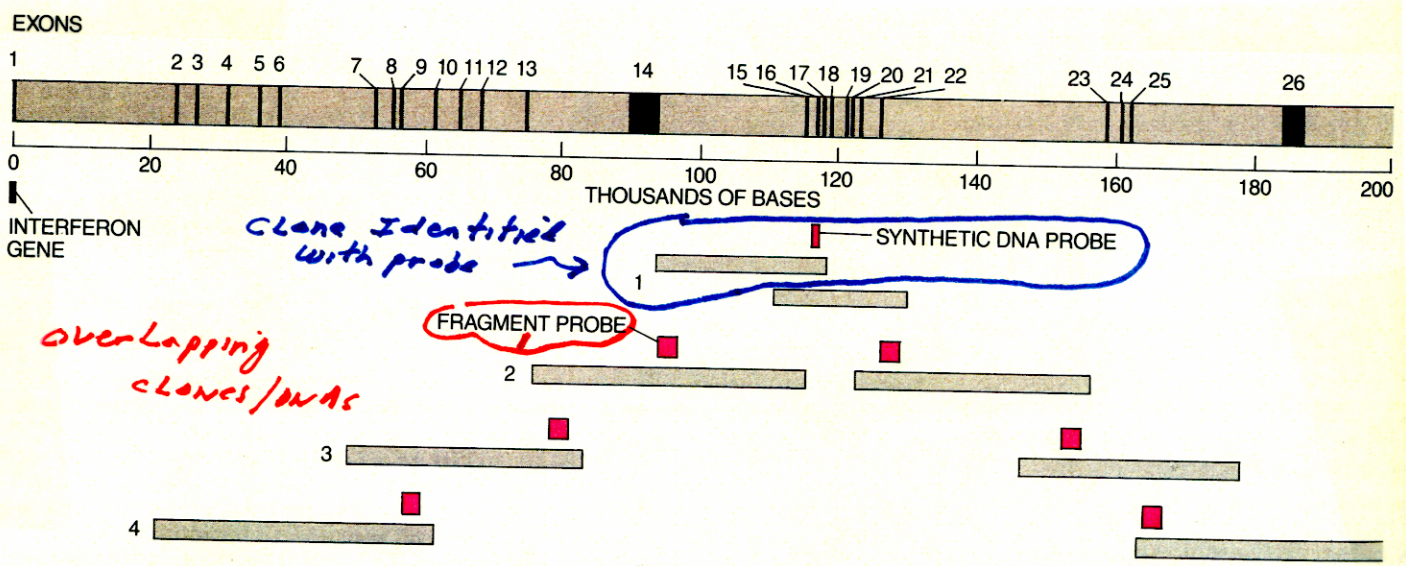 EXONS
1 2 3 4 5 6 7 8 9 10 11 12 13 14 15 16 17 18 19 20 21 22 23 24 25 26
0 20 40 60 80 100 120 140 160 180 200
THOUSANDS OF BASES
INTERFERON
GENE
Clone Identified
with probe
SYNTHETIC DNA PROBE
1
FRAGMENT PROBE
overlapping
clones/DNAs
2
3
4